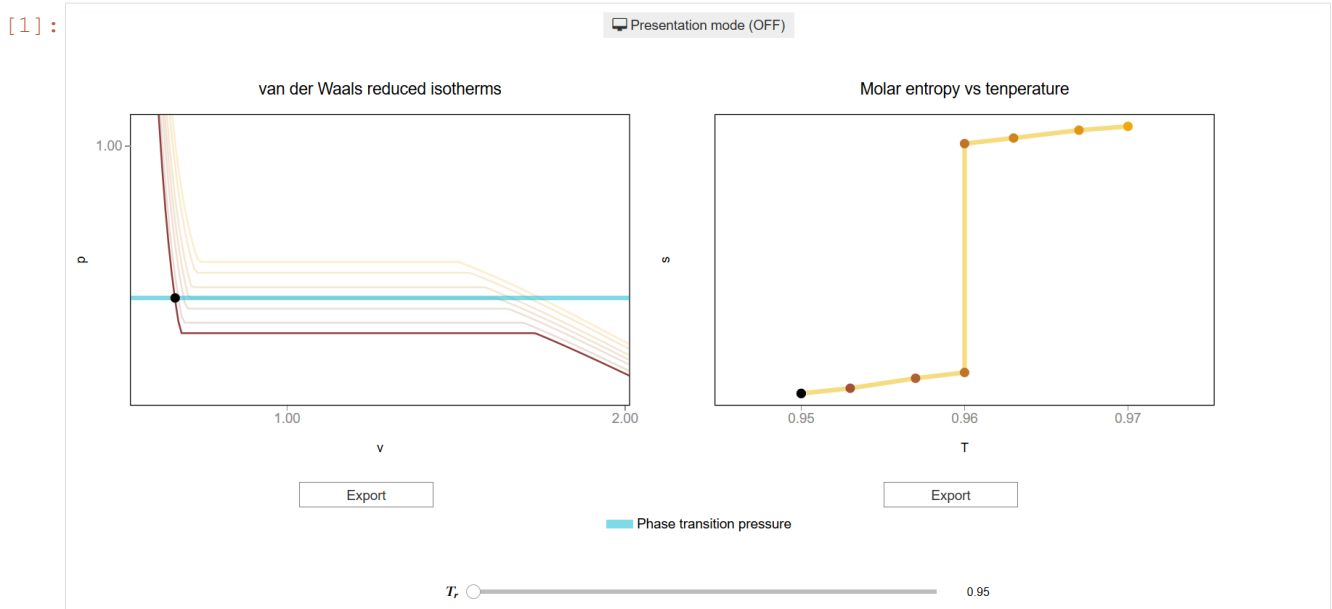 [1]:
Presentation mode (OFF)
van der Waals reduced isotherms
Molar entropy vs tenperature
1.00
p
s
1.00
2.00
0.95
0.96
0.97
v
T
Export
Export
Phase transition pressure
Tr
0.95